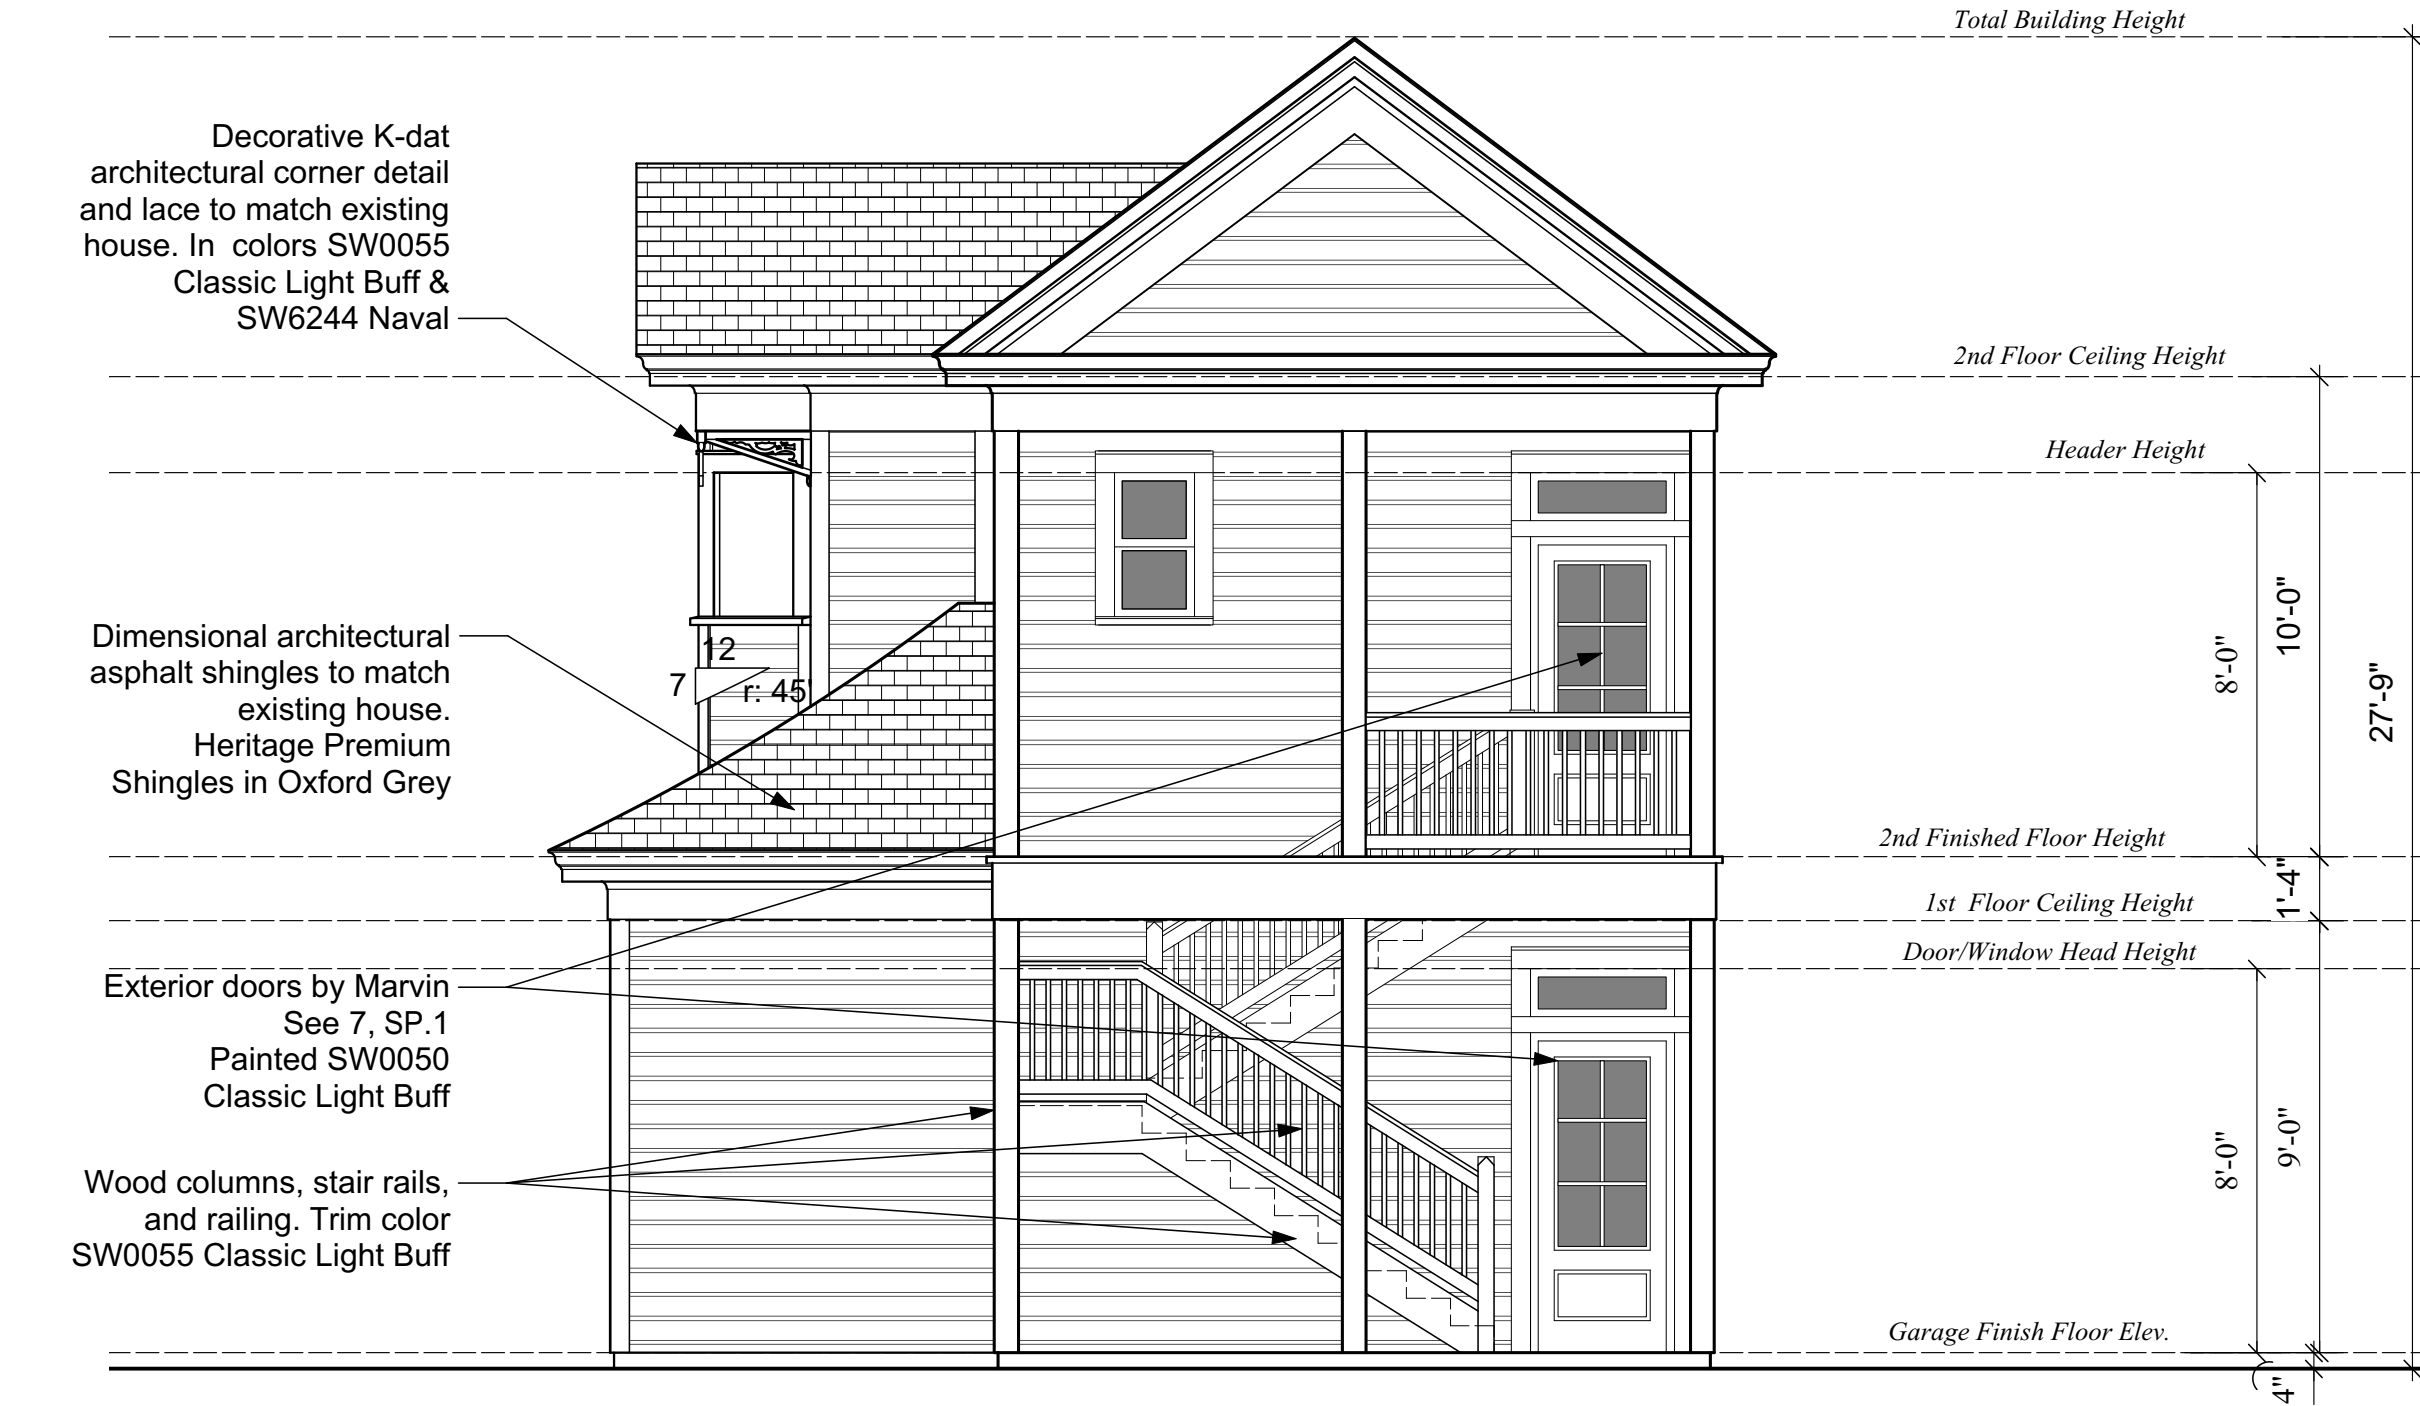 Total Building Height
Decorative K-dat
architectural corner detail
and lace to match existing
house. In  colors SW0055
Classic Light Buff &
SW6244 Naval
2nd Floor Ceiling Height
Header Height
10'-0"
8'-0"
27'-9"
Dimensional architectural
asphalt shingles to match
existing house.
Heritage Premium
Shingles in Oxford Grey
12
7
r: 45'
2nd Finished Floor Height
1'-4"
1st  Floor Ceiling Height
Door/Window Head Height
Exterior doors by Marvin
See 7, SP.1
Painted SW0050
Classic Light Buff
8'-0"
9'-0"
Wood columns, stair rails,
and railing. Trim color
SW0055 Classic Light Buff
Garage Finish Floor Elev.
4"